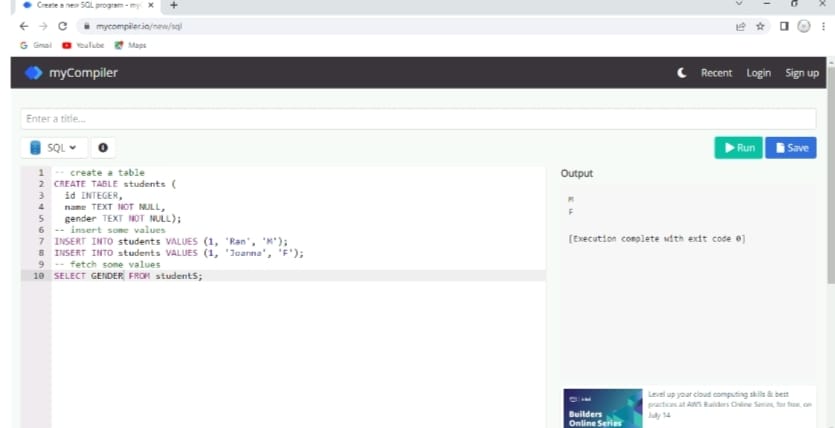 Create a new SQL program - my
mycompiler.io/new/sql
Gmail YouTube Maps
myCompiler Recent Login Sign up
Enter a title...
SQL Run Save
1 -- create a table
2 CREATE TABLE students (
3 id INTEGER,
4 name TEXT NOT NULL,
5 gender TEXT NOT NULL);
6 -- insert some values
7 INSERT INTO students VALUES (1, 'Ran', 'M');
8 INSERT INTO students VALUES (1, 'Joanna', 'F');
9 -- fetch some values
10 SELECT GENDER FROM studentS;
Output
M
F
[Execution complete with exit code 0]
Builders
Online Series
Level up your cloud computing skills & best
practices at AWS Builders Online Series, for free, on
July 14